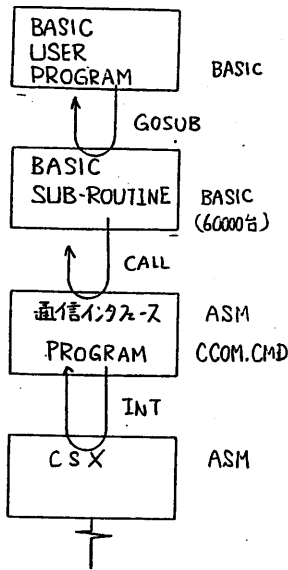 BASIC
USER
PROGRAM
BASIC
GOSUB
BASIC
SUB-ROUTINE
BASIC
(60000台)
CALL
通信インタフェース
PROGRAM
ASM
CCOM.CMD
INT
CSX
ASM